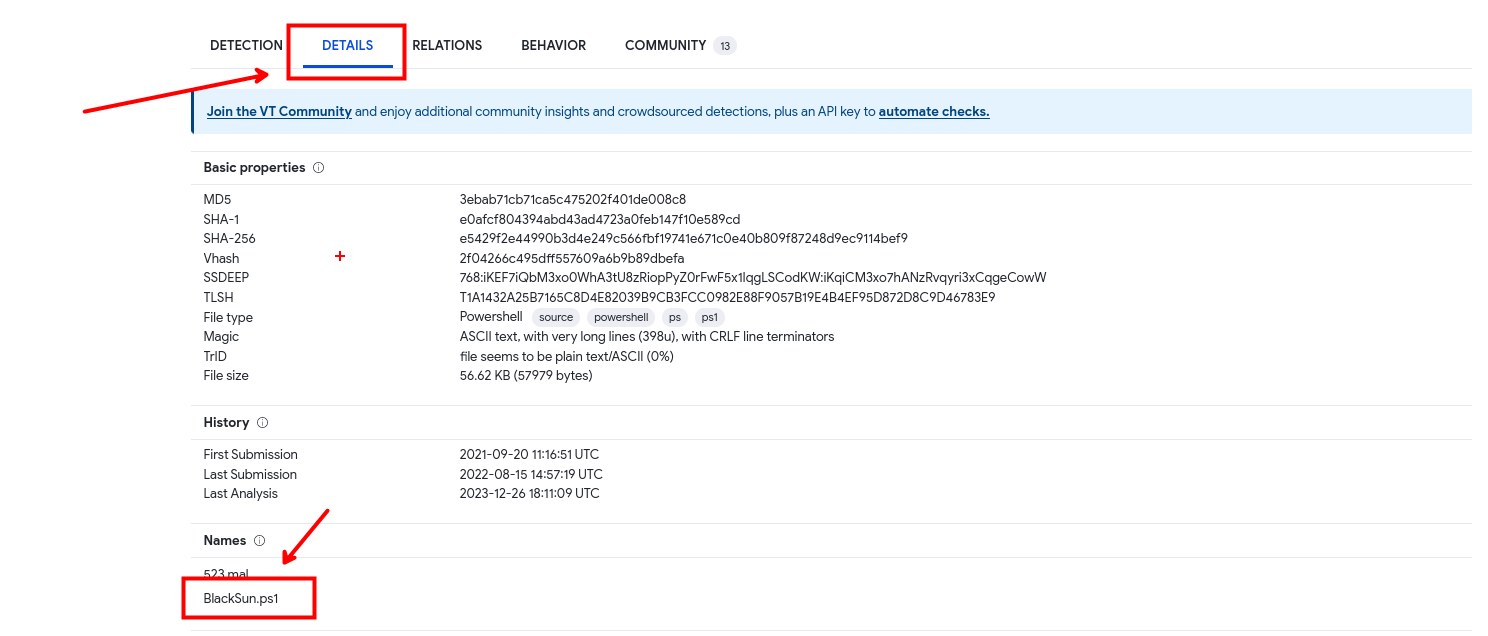 DETECTION DETAILS RELATIONS BEHAVIOR COMMUNITY 13
Join the VT Community and enjoy additional community insights and crowdsourced detections, plus an API key to automate checks.
Basic properties
MD5 3ebab71cb71ca5c475202f401de008c8
SHA-1 e0afcf804394abd43ad4723a0feb147f10e589cd
SHA-256 e5429f2e44990b3d4e249c566fbf19741e671c0e40b809f87248d9ec9114bef9
Vhash 2f04266c495dff557609a6b9b89dbefa
SSDEEP 768:iKEF7iQbM3xo0WhA3tU8zRiopPyZ0rFwF5x1lqgLSCodKW:iKqiCM3xo7hANzRvqyri3xCqgeCowW
TLSH T1A1432A25B7165C8D4E82039B9CB3FCC0982E88F9057B19E4B4EF95D872D8C9D46783E9
File type Powershell source powershell ps ps1
Magic ASCII text, with very long lines (398u), with CRLF line terminators
TrID file seems to be plain text/ASCII (0%)
File size 56.62 KB (57979 bytes)
History
First Submission 2021-09-20 11:16:51 UTC
Last Submission 2022-08-15 14:57:19 UTC
Last Analysis 2023-12-26 18:11:09 UTC
Names
523.mal
BlackSun.ps1